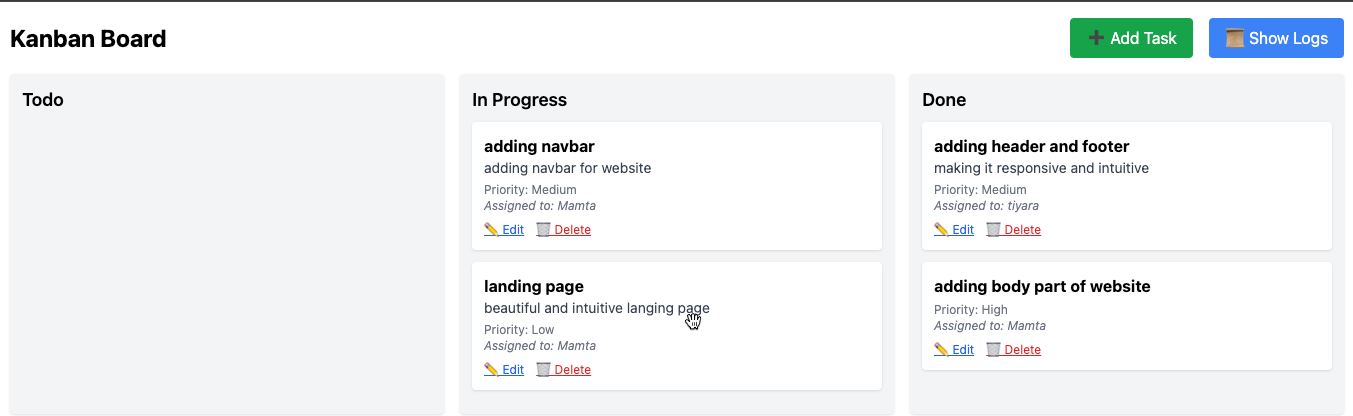 Kanban Board
➕ Add Task
📜 Show Logs
Todo
In Progress
adding navbar
adding navbar for website
Priority: Medium
Assigned to: Mamta
✏️ Edit 🗑️ Delete
landing page
beautiful and intuitive langing page
Priority: Low
Assigned to: Mamta
✏️ Edit 🗑️ Delete
Done
adding header and footer
making it responsive and intuitive
Priority: Medium
Assigned to: tiyara
✏️ Edit 🗑️ Delete
adding body part of website
Priority: High
Assigned to: Mamta
✏️ Edit 🗑️ Delete